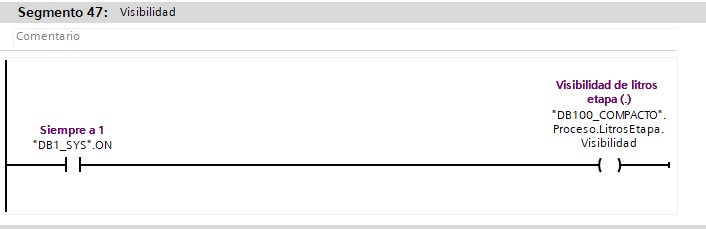 Segmento 47: Visibilidad
Comentario
Visibilidad de litros
etapa (.)
"DB100_COMPACTO".
Proceso.LitrosEtapa.
Visibilidad
Siempre a 1
"DB1_SYS".ON